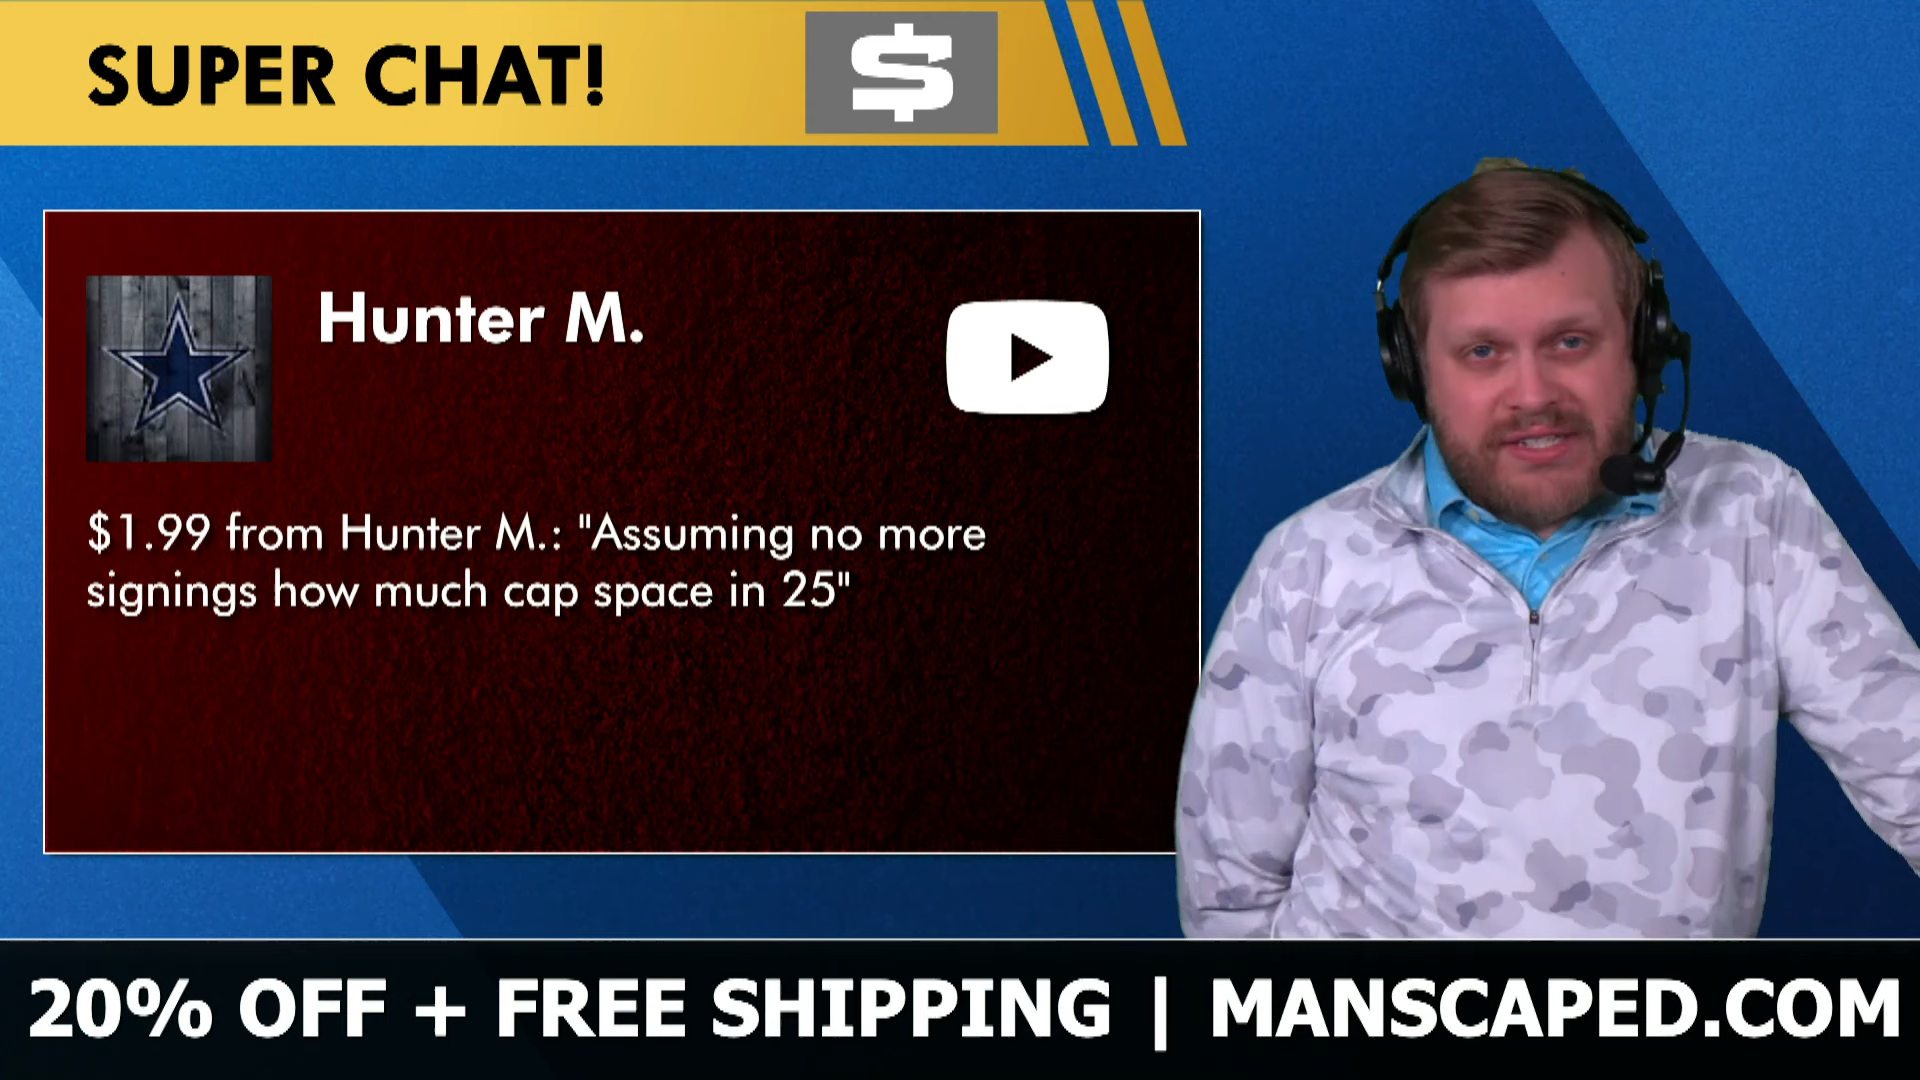 SUPER CHAT!
$
Hunter M.
$1.99 from Hunter M.: "Assuming no more
signings how much cap space in 25"
20% OFF + FREE SHIPPING | MANSCAPED.COM